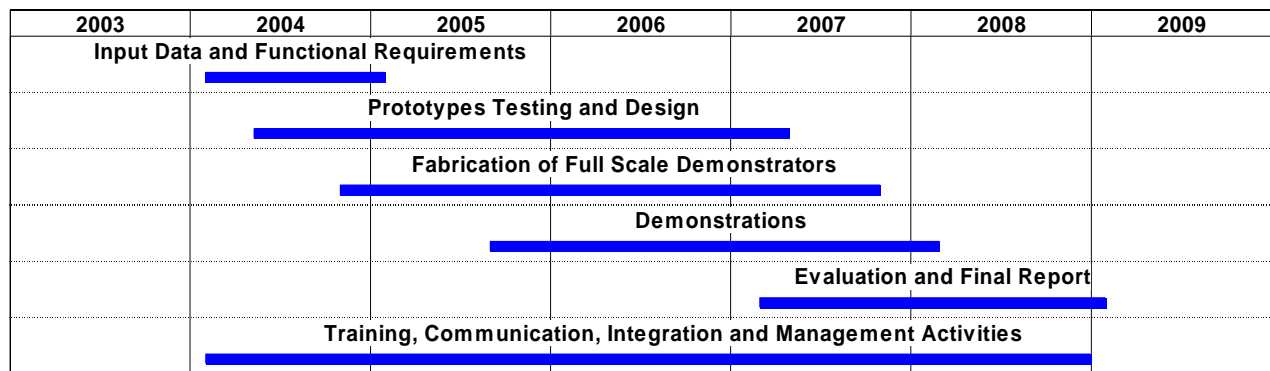 2003 2004 2005 2006 2007 2008 2009
Input Data and Functional Requirements
Prototypes Testing and Design
Fabrication of Full Scale Demonstrators
Demonstrations
Evaluation and Final Report
Training, Communication, Integration and Management Activities